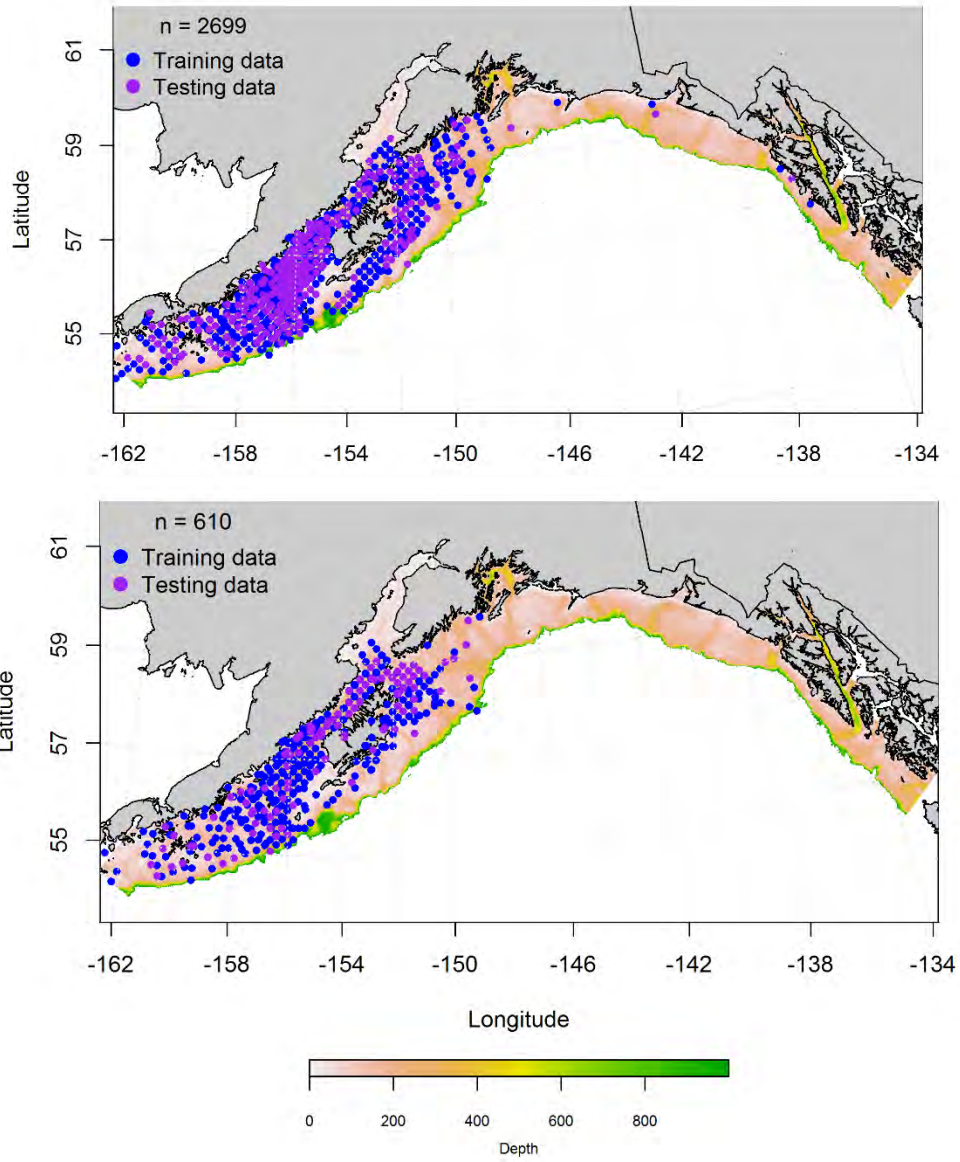 n = 2699
Training data
Testing data
61
59
57
55
Latitude
-162 -158 -154 -150 -146 -142 -138 -134
n = 610
Training data
Testing data
61
59
57
55
Latitude
-162 -158 -154 -150 -146 -142 -138 -134
Longitude
0 200 400 600 800
Depth